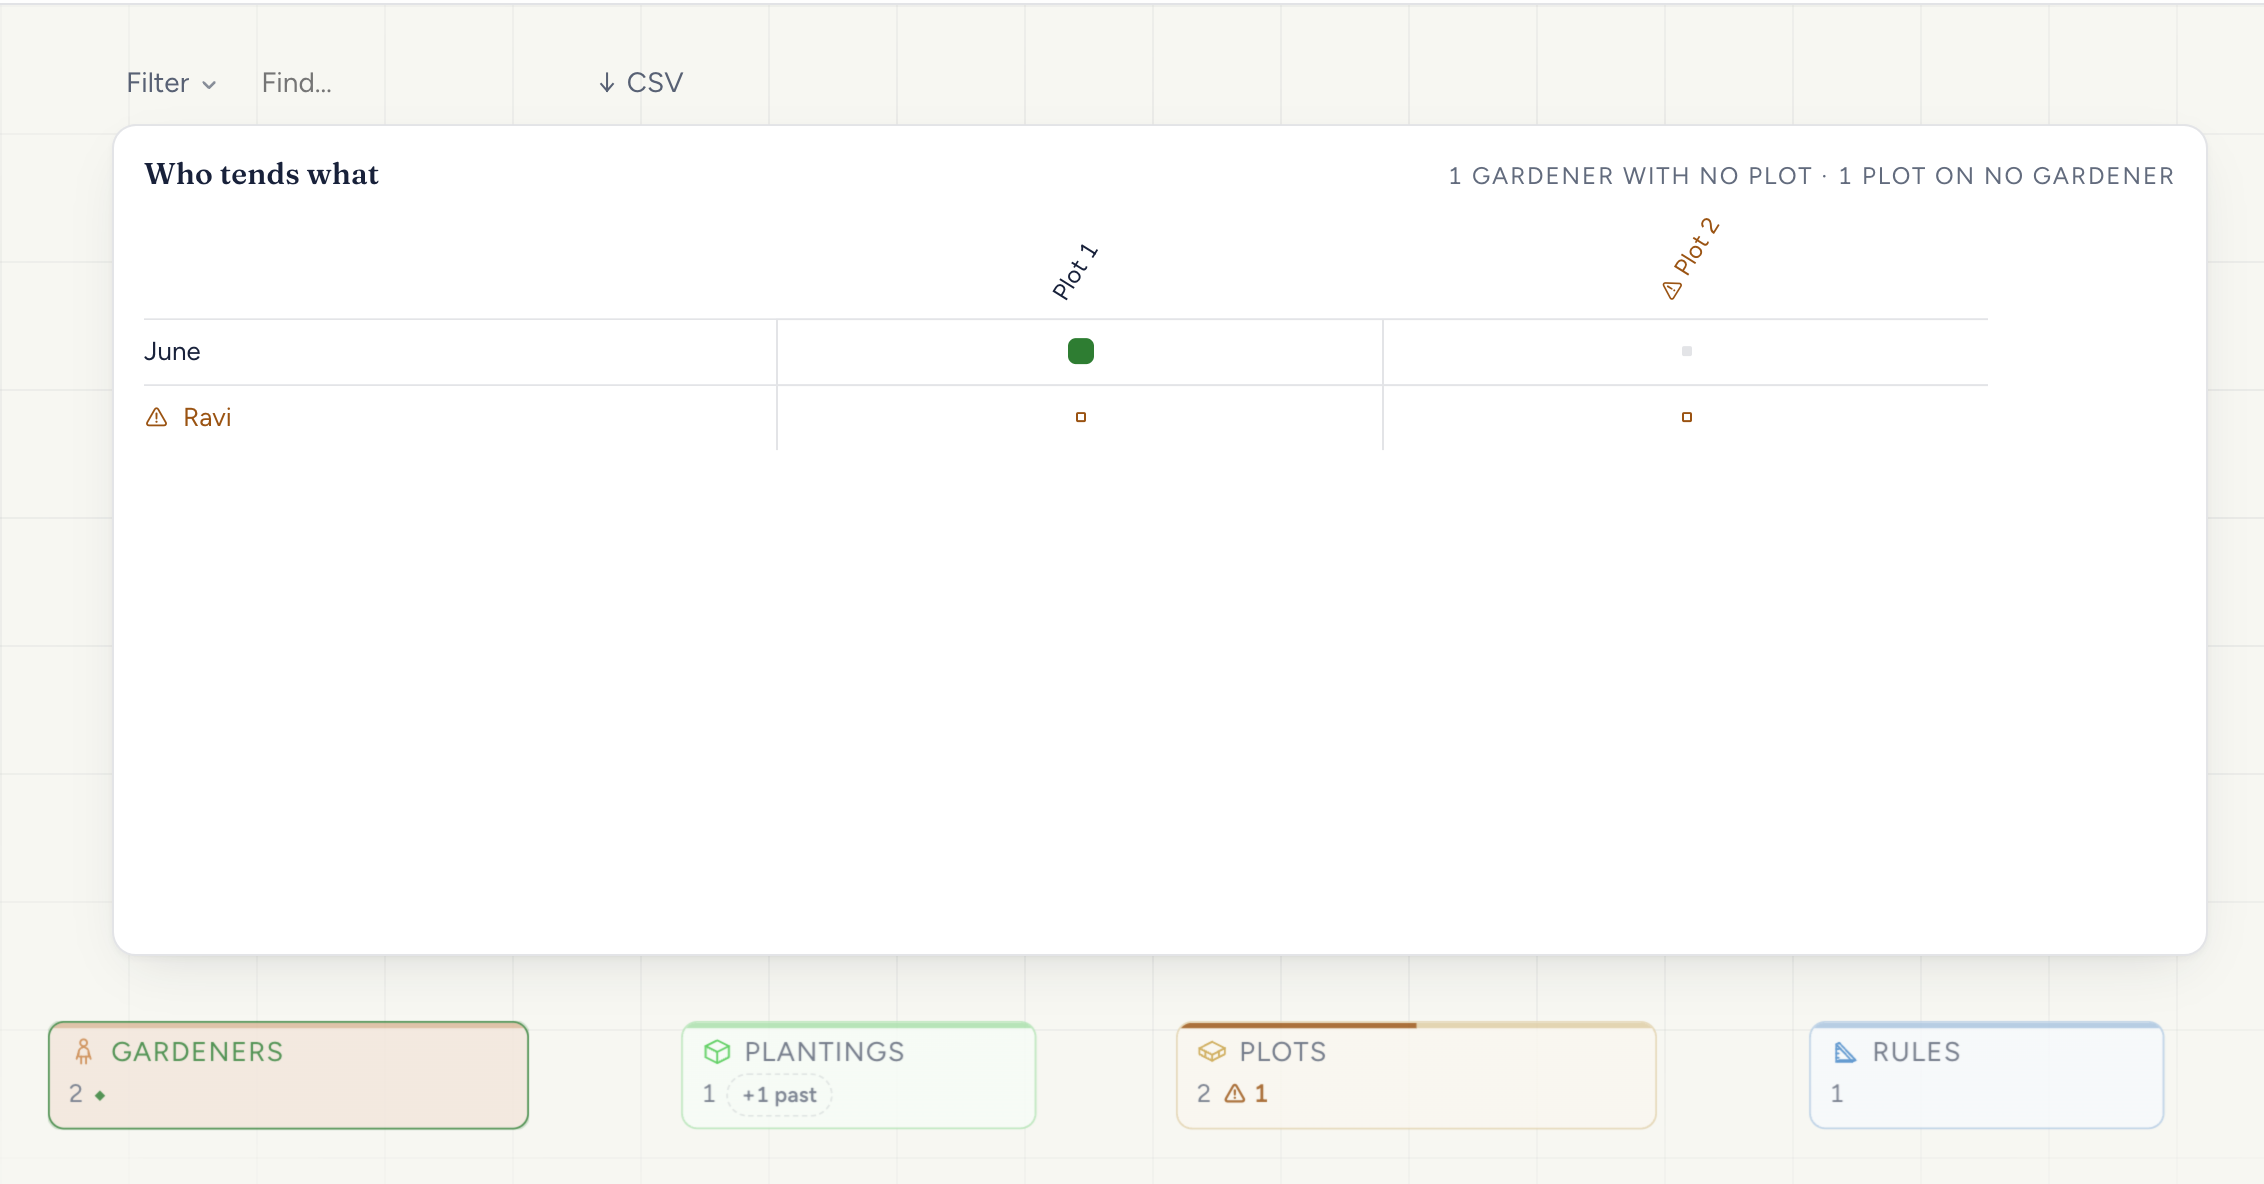 Filter Find... ↓ CSV
Who tends what
1 GARDENER WITH NO PLOT · 1 PLOT ON NO GARDENER
Plot 1
Plot 2
June
Ravi
GARDENERS
2
PLANTINGS
1 +1 past
PLOTS
2 1
RULES
1